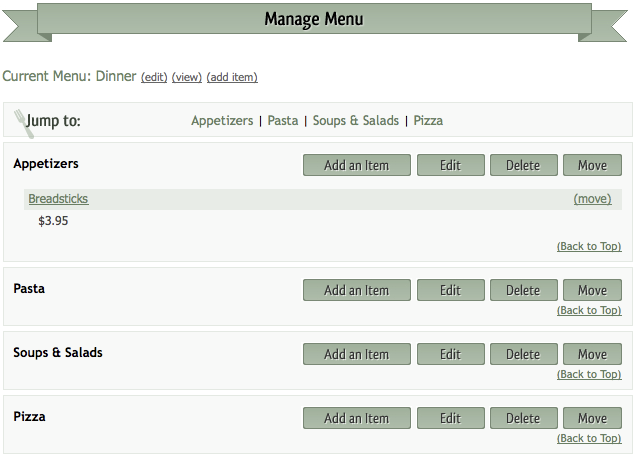 Manage Menu
Current Menu: Dinner (edit) (view) (add item)
Jump to: Appetizers | Pasta | Soups & Salads | Pizza
Appetizers Add an Item Edit Delete Move
Breadsticks (move)
$3.95
(Back to Top)
Pasta Add an Item Edit Delete Move
(Back to Top)
Soups & Salads Add an Item Edit Delete Move
(Back to Top)
Pizza Add an Item Edit Delete Move
(Back to Top)